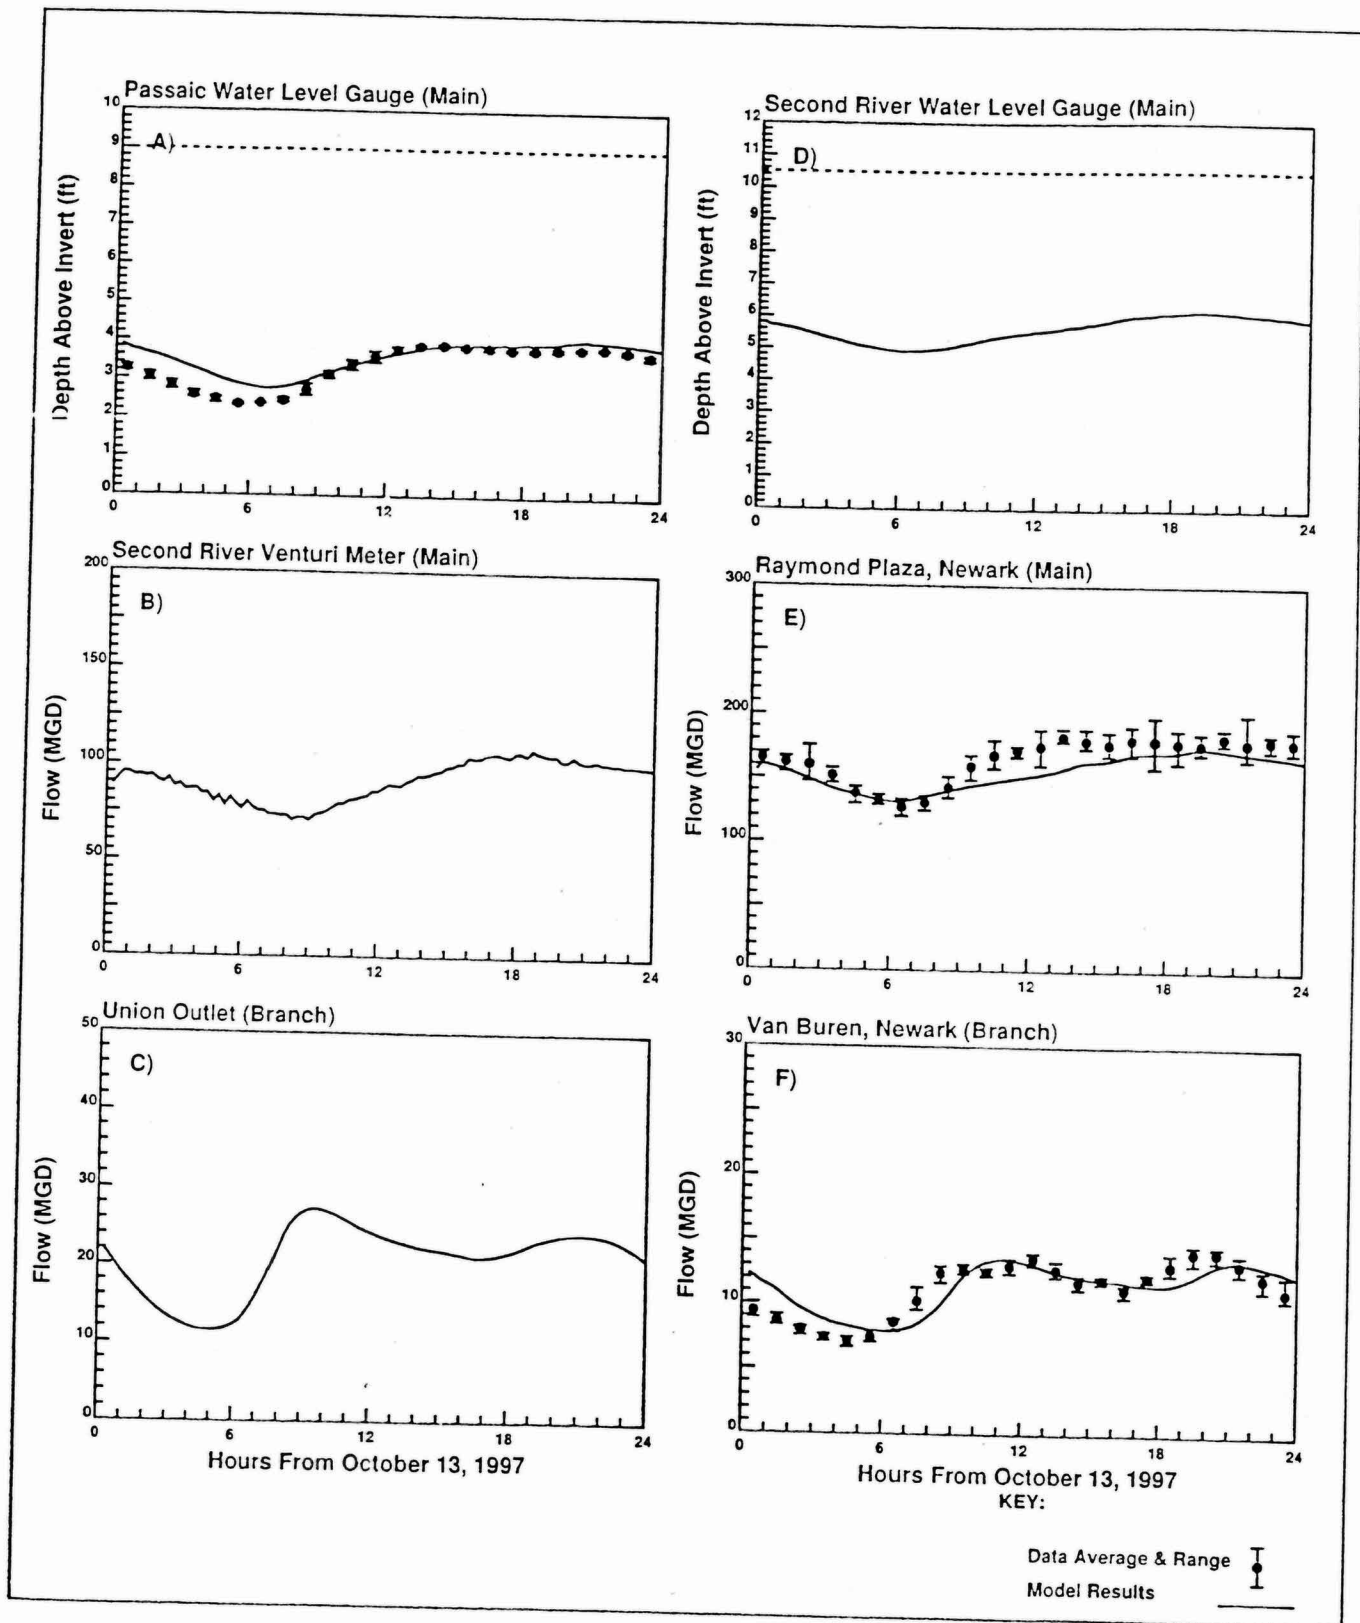 Passaic Water Level Gauge (Main)
A)
Depth Above Invert (ft)
10
9
8
7
6
5
4
3
2
1
0
0 6 12 18 24
Second River Venturi Meter (Main)
B)
Flow (MGD)
200
150
100
50
0
0 6 12 18 24
Union Outlet (Branch)
C)
Flow (MGD)
50
40
30
20
10
0
0 6 12 18 24
Hours From October 13, 1997
Second River Water Level Gauge (Main)
D)
Depth Above Invert (ft)
12
11
10
9
8
7
6
5
4
3
2
1
0
0 6 12 18 24
Raymond Plaza, Newark (Main)
E)
Flow (MGD)
300
200
100
0
0 6 12 18 24
Van Buren, Newark (Branch)
F)
Flow (MGD)
30
20
10
0
0 6 12 18 24
Hours From October 13, 1997
KEY:
Data Average & Range
Model Results